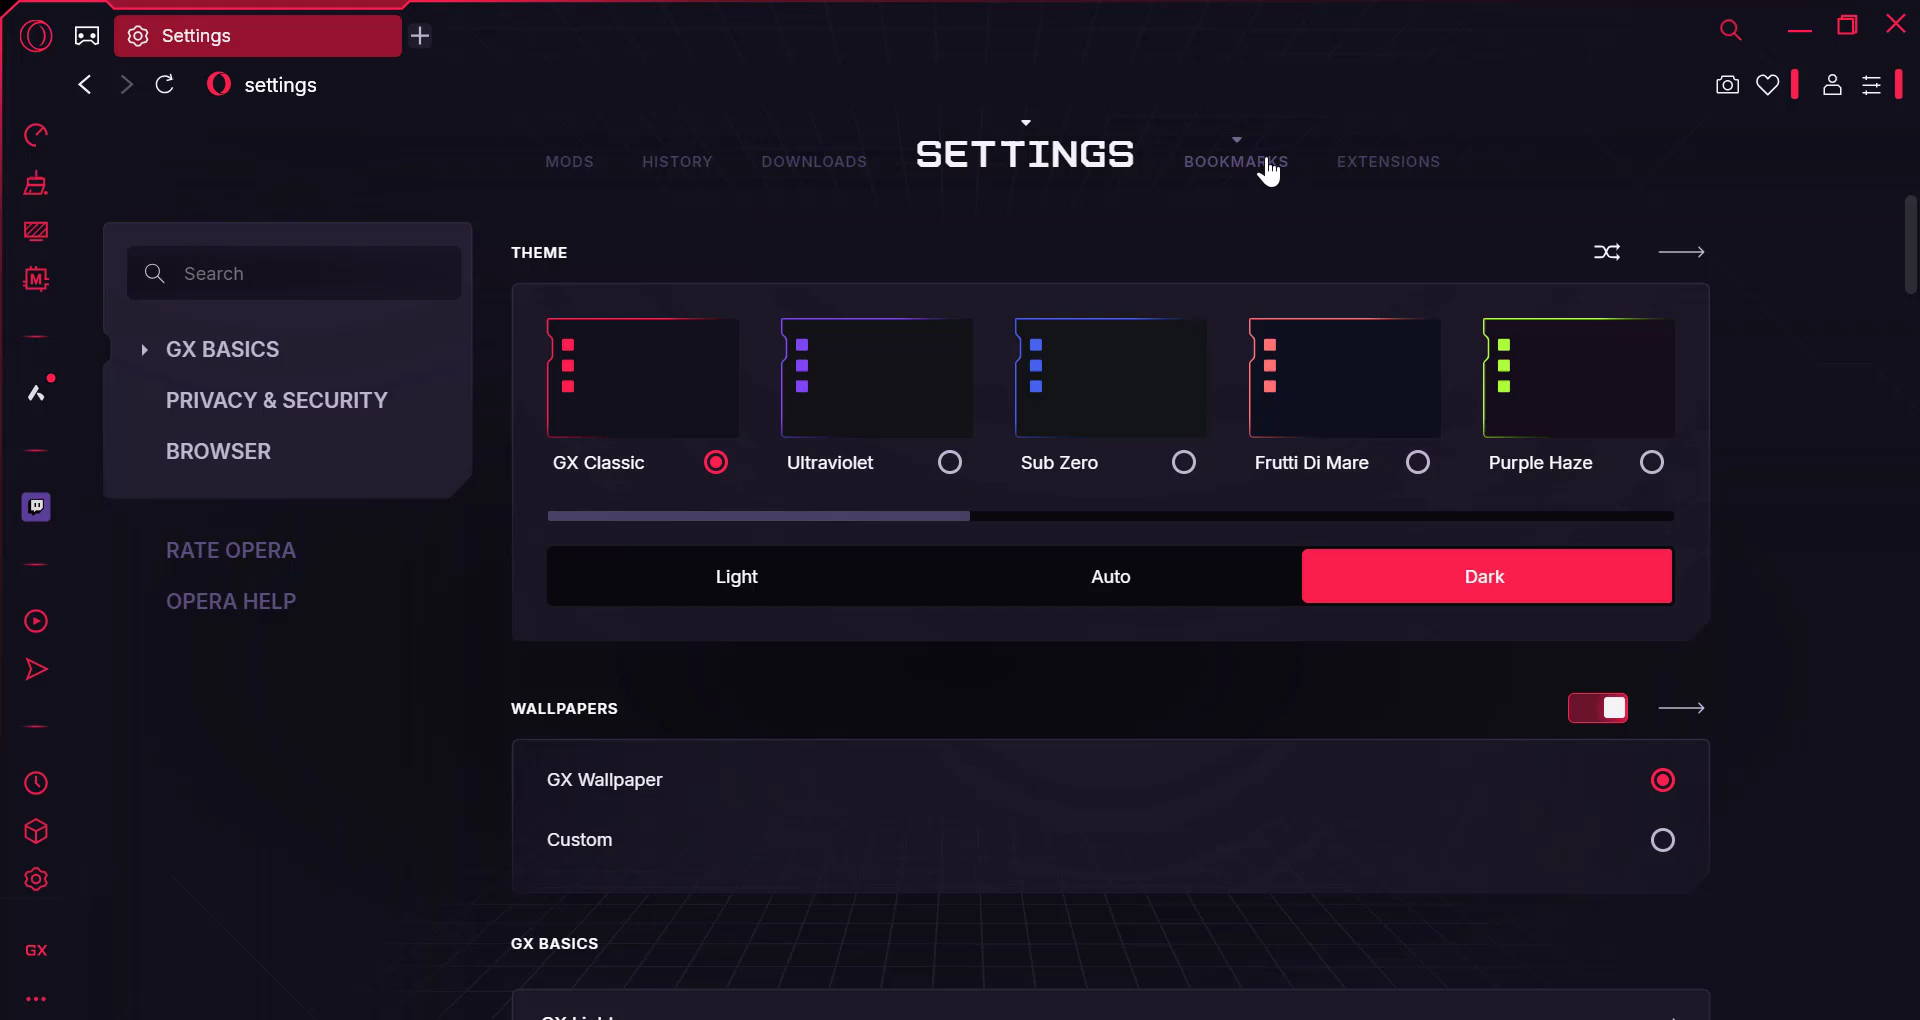 Settings
settings
MODS HISTORY DOWNLOADS SETTINGS BOOKMARKS EXTENSIONS
Search
GX BASICS
PRIVACY & SECURITY
BROWSER
RATE OPERA
OPERA HELP
THEME
GX Classic Ultraviolet Sub Zero Frutti Di Mare Purple Haze
Light Auto Dark
WALLPAPERS
GX Wallpaper
Custom
GX BASICS
M
GX